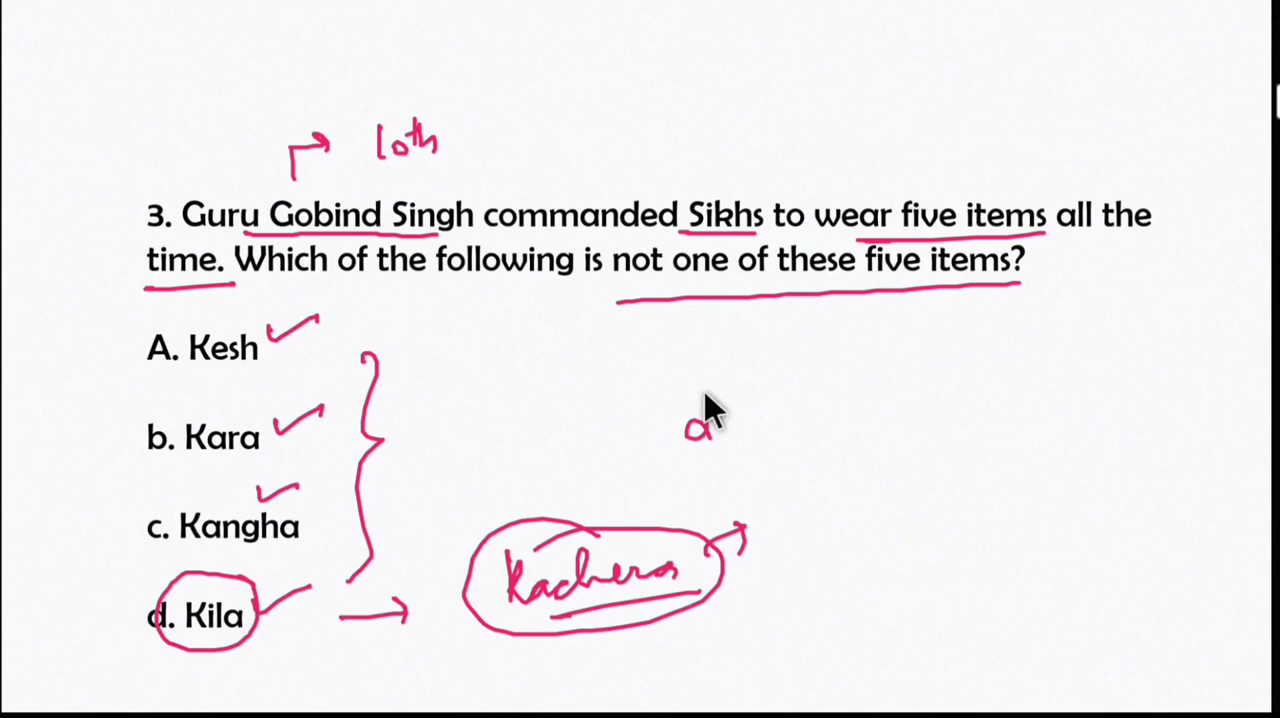 10th
3. Guru Gobind Singh commanded Sikhs to wear five items all the
time. Which of the following is not one of these five items?
A. Kesh
b. Kara
c. Kangha
d. Kila
Kachera
a